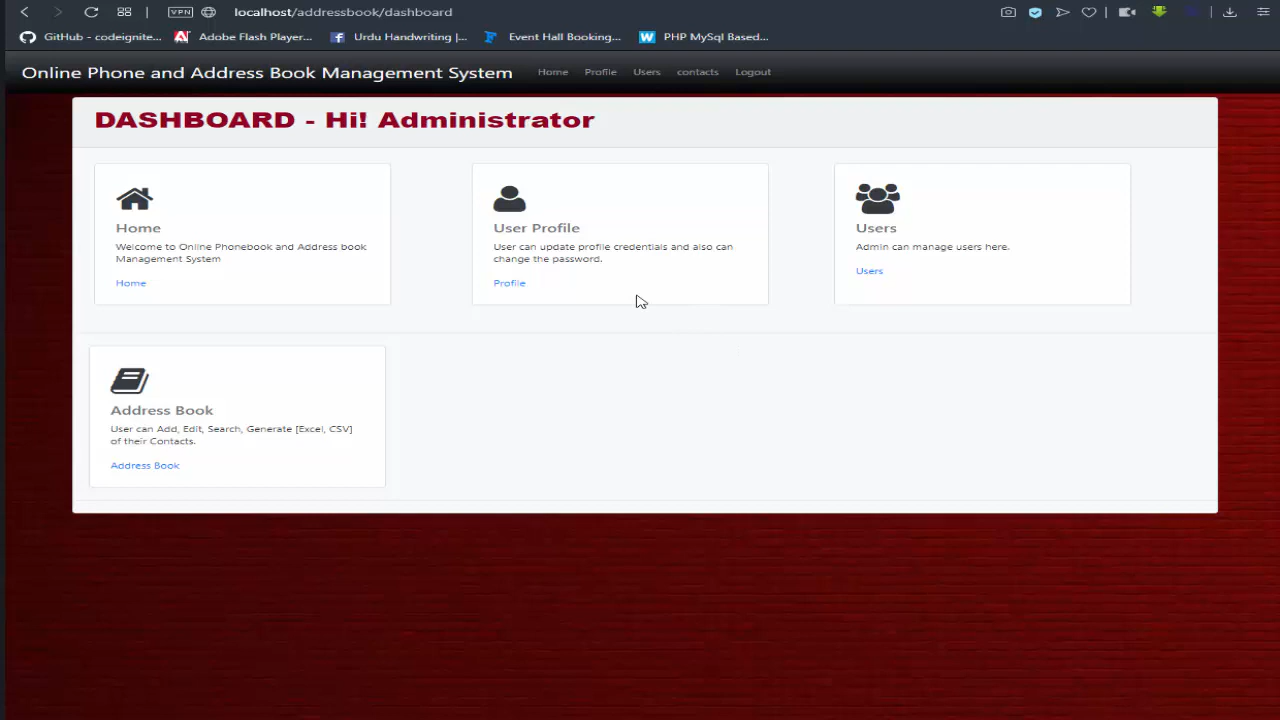 VPN localhost/addressbook/dashboard
GitHub - codeignite... Adobe Flash Player... Urdu Handwriting |... Event Hall Booking... PHP MySql Based...
Online Phone and Address Book Management System Home Profile Users contacts Logout
DASHBOARD - Hi! Administrator
Home
Welcome to Online Phonebook and Address book
Management System
Home
User Profile
User can update profile credentials and also can
change the password.
Profile
Users
Admin can manage users here.
Users
Address Book
User can Add, Edit, Search, Generate [Excel, CSV]
of their Contacts.
Address Book